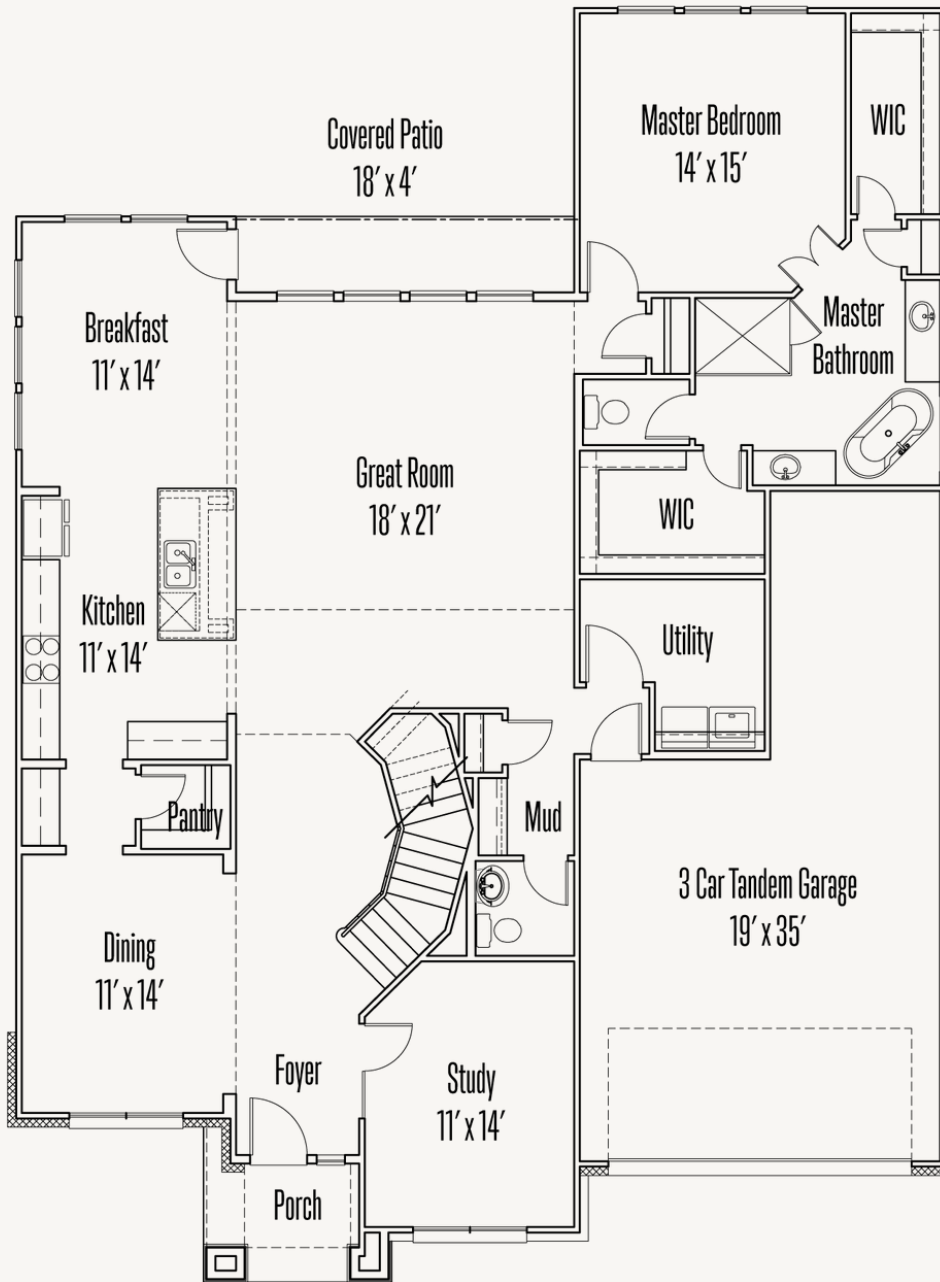 Covered Patio
18' x 4'
Master Bedroom
14' x 15'
WIC
Breakfast
11' x 14'
Master
Bathroom
Great Room
18' x 21'
WIC
Kitchen
11' x 14'
Utility
Pantry
Mud
3 Car Tandem Garage
19' x 35'
Dining
11' x 14'
Foyer
Study
11' x 14'
Porch